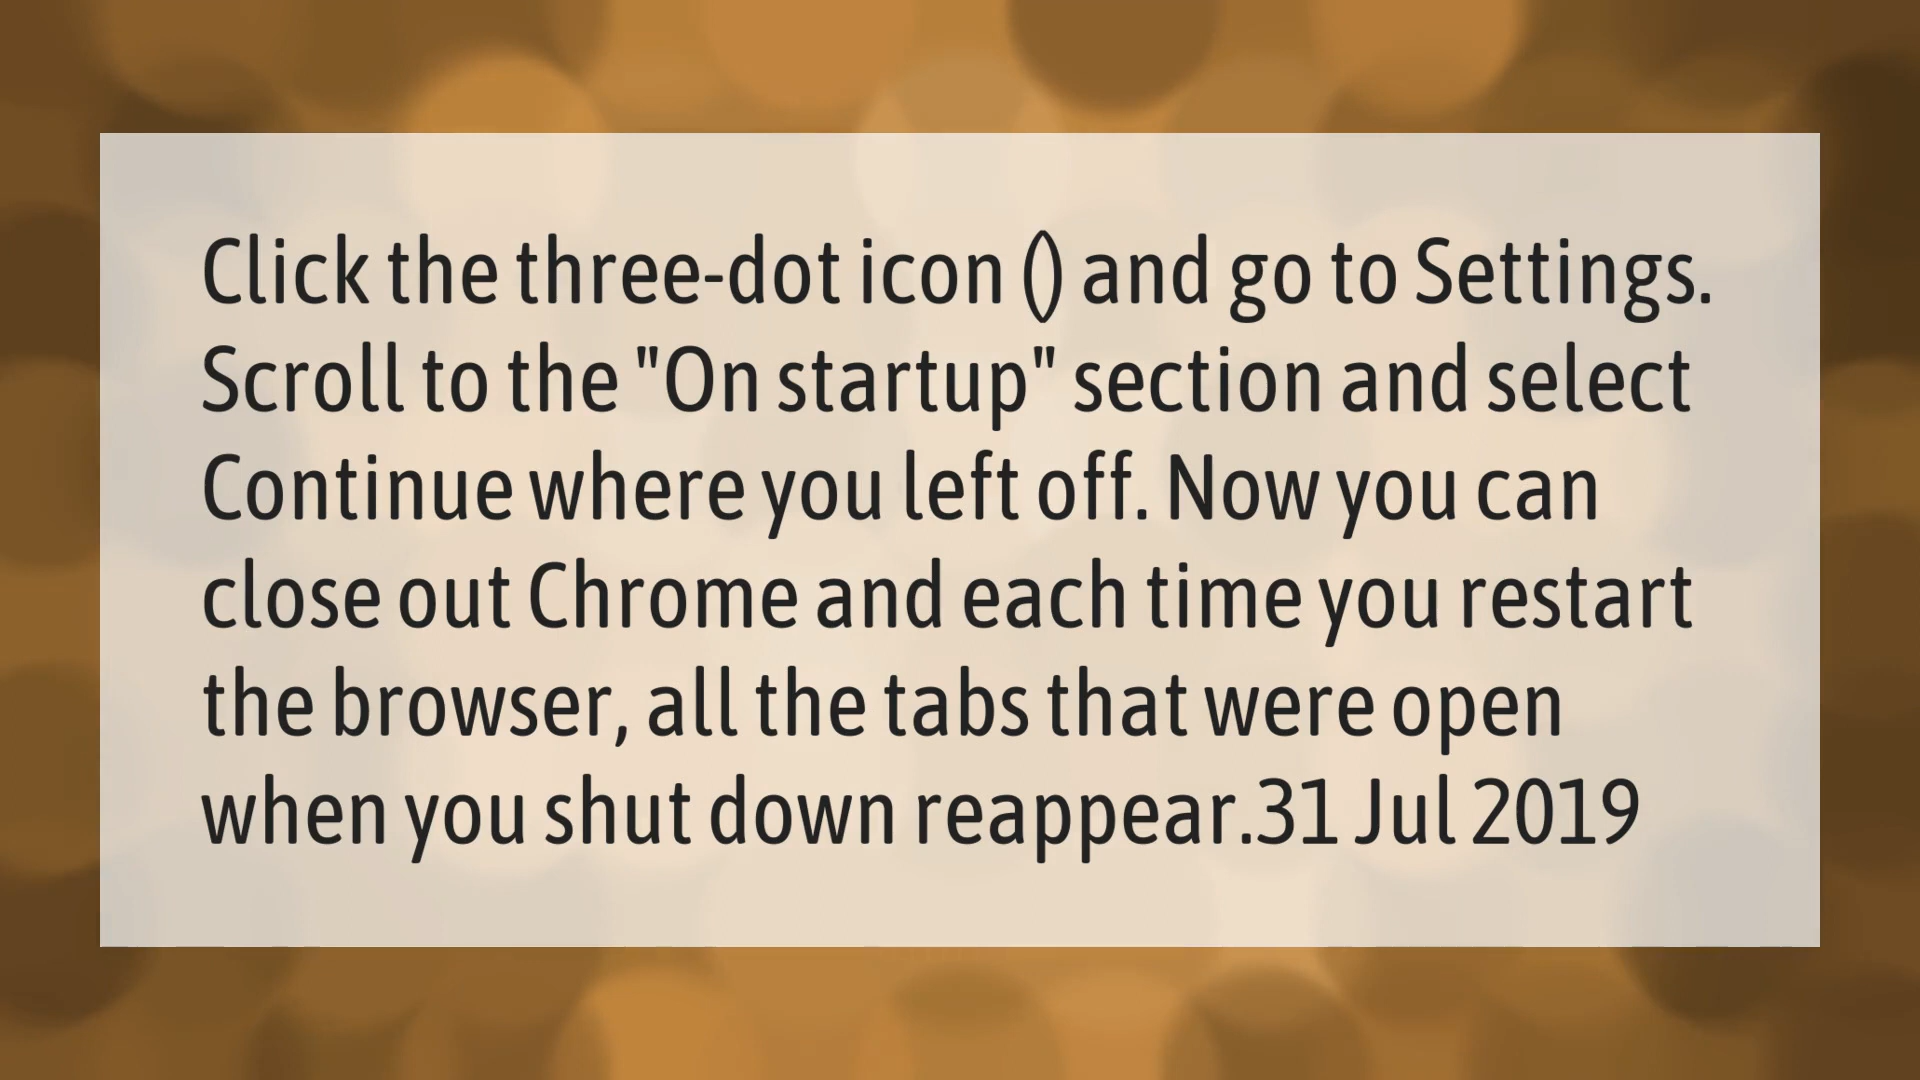 Click the three-dot icon () and go to Settings.
Scroll to the "On startup" section and select
Continue where you left off. Now you can
close out Chrome and each time you restart
the browser, all the tabs that were open
when you shut down reappear.31 Jul 2019